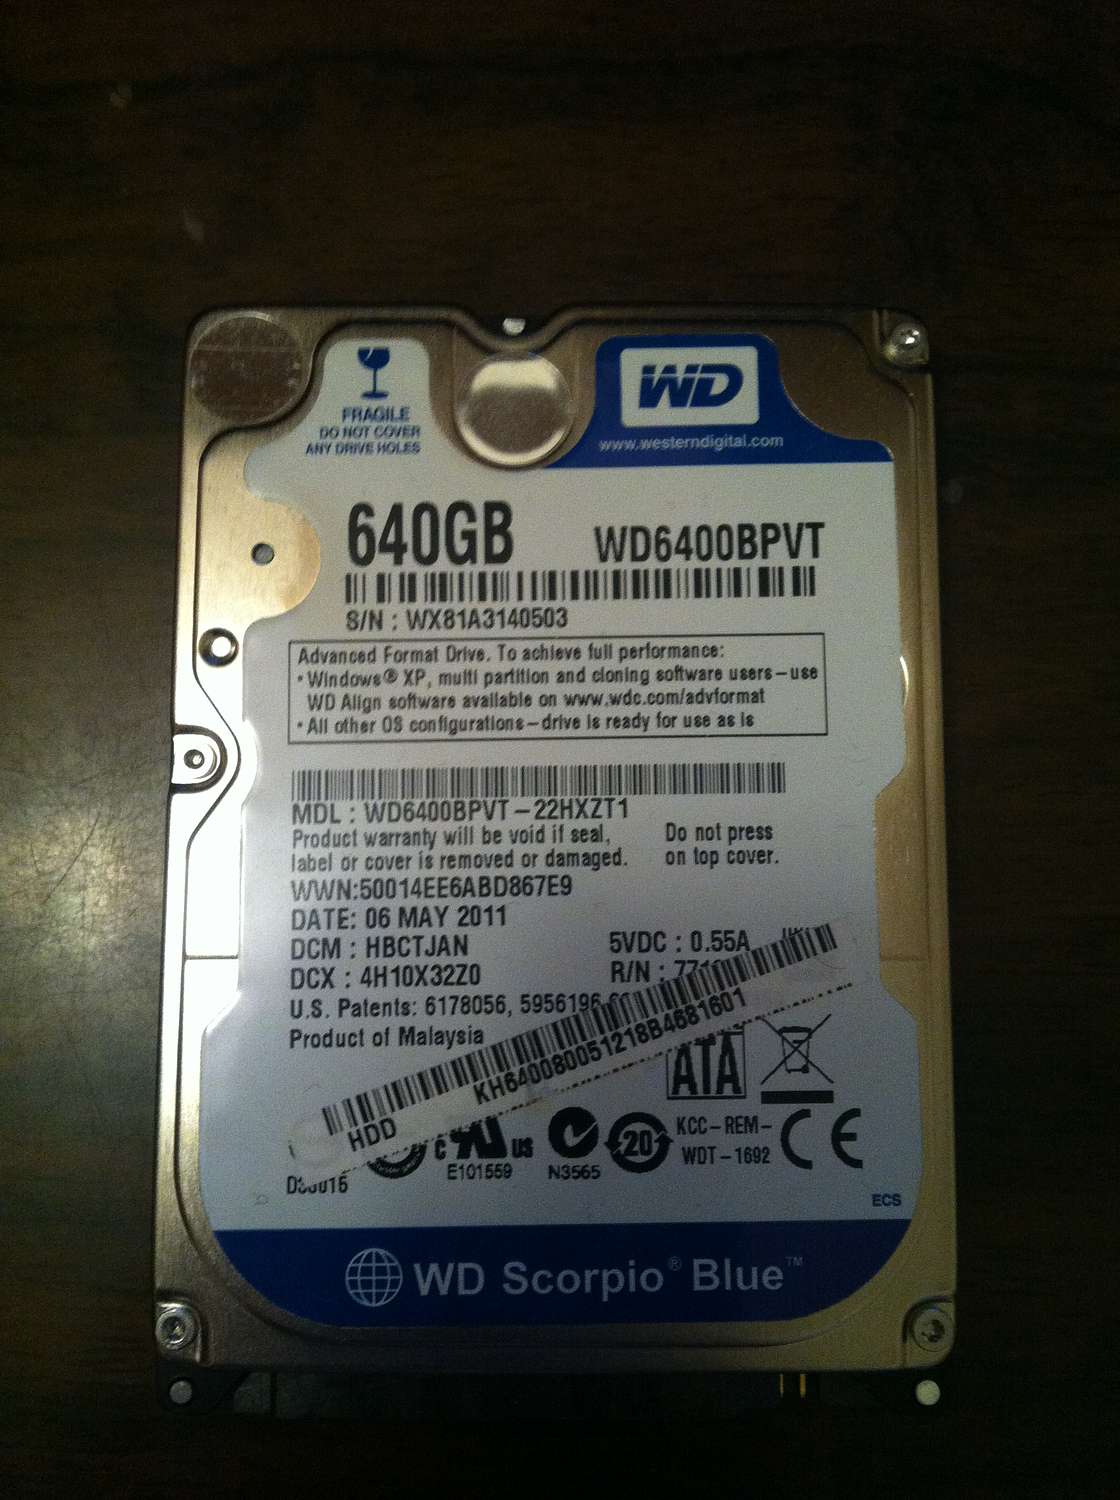 FRAGILE
DO NOT COVER
ANY DRIVE HOLES
WD
www.westerndigital.com
640GB WD6400BPVT
S/N : WX81A3140503
Advanced Format Drive. To achieve full performance:
• Windows® XP, multi partition and cloning software users – use
WD Align software available on www.wdc.com/advformat
• All other OS configurations – drive is ready for use as is
MDL : WD6400BPVT – 22HXZT1
Product warranty will be void if seal, Do not press
label or cover is removed or damaged. on top cover.
WWN:50014EE6ABD867E9
DATE: 06 MAY 2011
DCM : HBCTJAN 5VDC : 0.55A
DCX : 4H10X32Z0 R/N :
U.S. Patents: 6178056, 5956196
Product of Malaysia
KH640080051218B4681601
HDD
ATA
C US
E101559
N3565
20
KCC – REM –
WDT – 1692
CE
ECS
WD Scorpio® Blue™